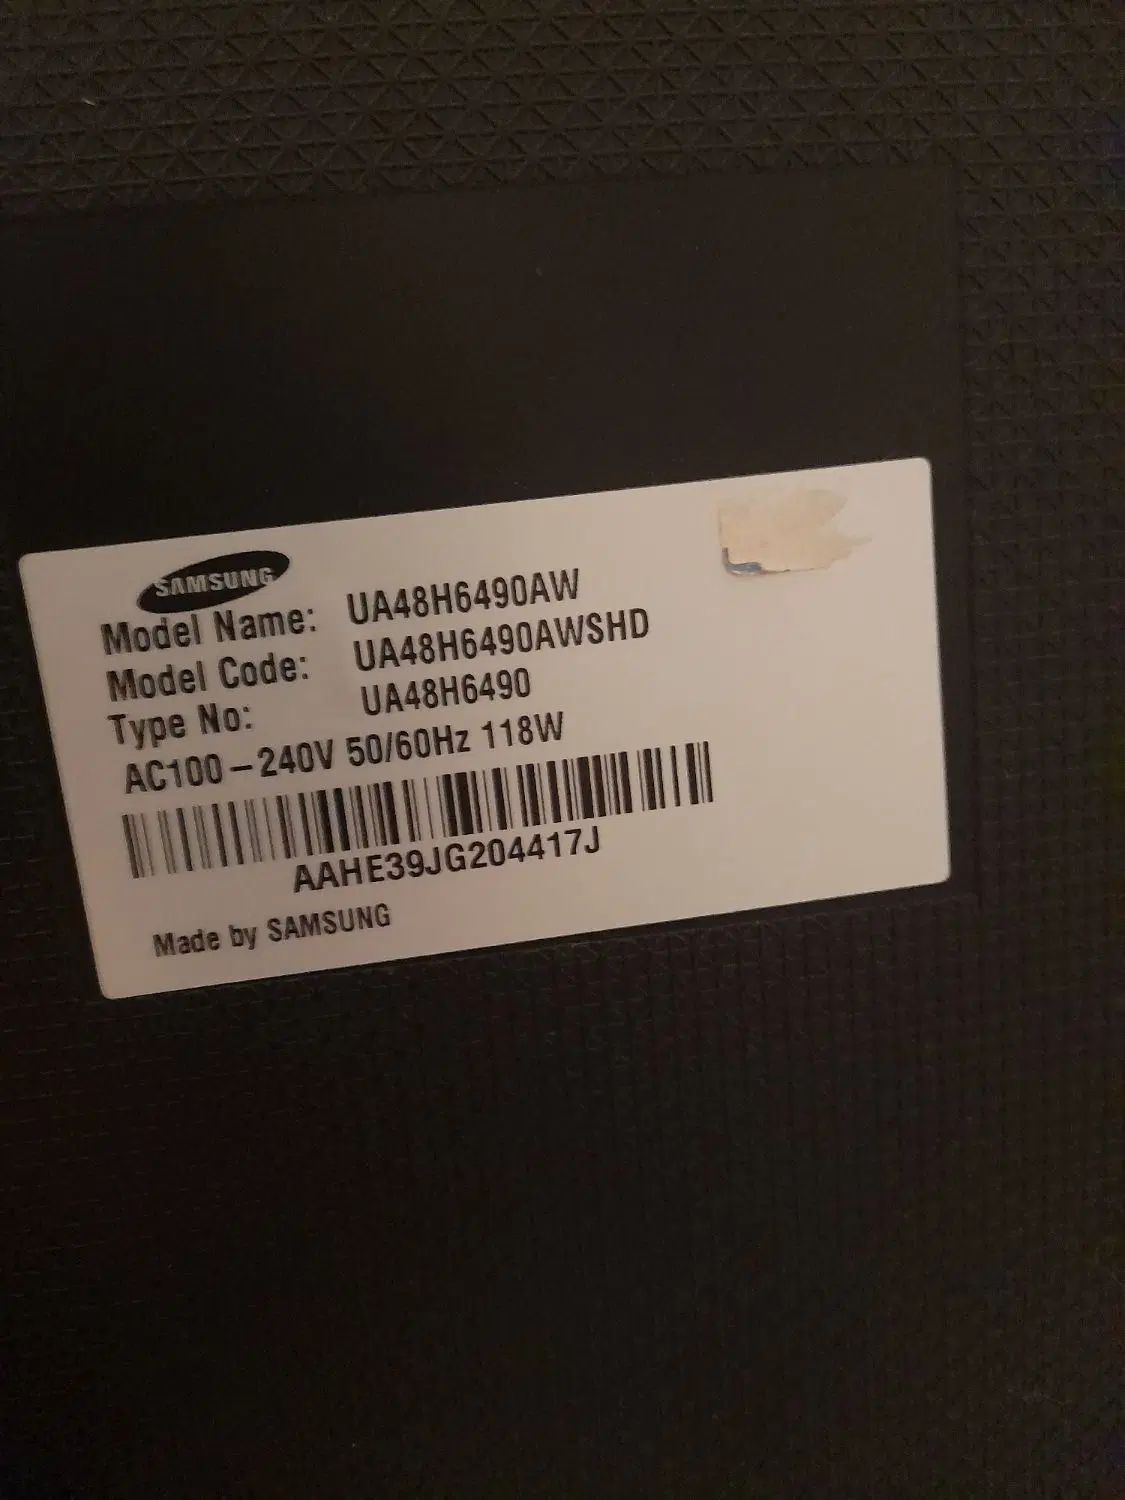 SAMSUNG
Model Name: UA48H6490AW
Model Code: UA48H6490AWSHD
Type No: UA48H6490
AC100-240V 50/60Hz 118W
AAHE39JG204417J
Made by SAMSUNG